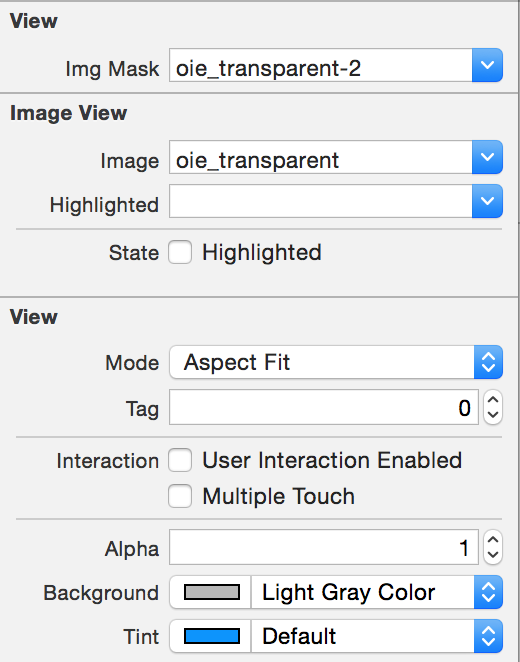 View
Img Mask oie_transparent-2
Image View
Image oie_transparent
Highlighted
State Highlighted
View
Mode Aspect Fit
Tag 0
Interaction User Interaction Enabled
Multiple Touch
Alpha 1
Background Light Gray Color
Tint Default